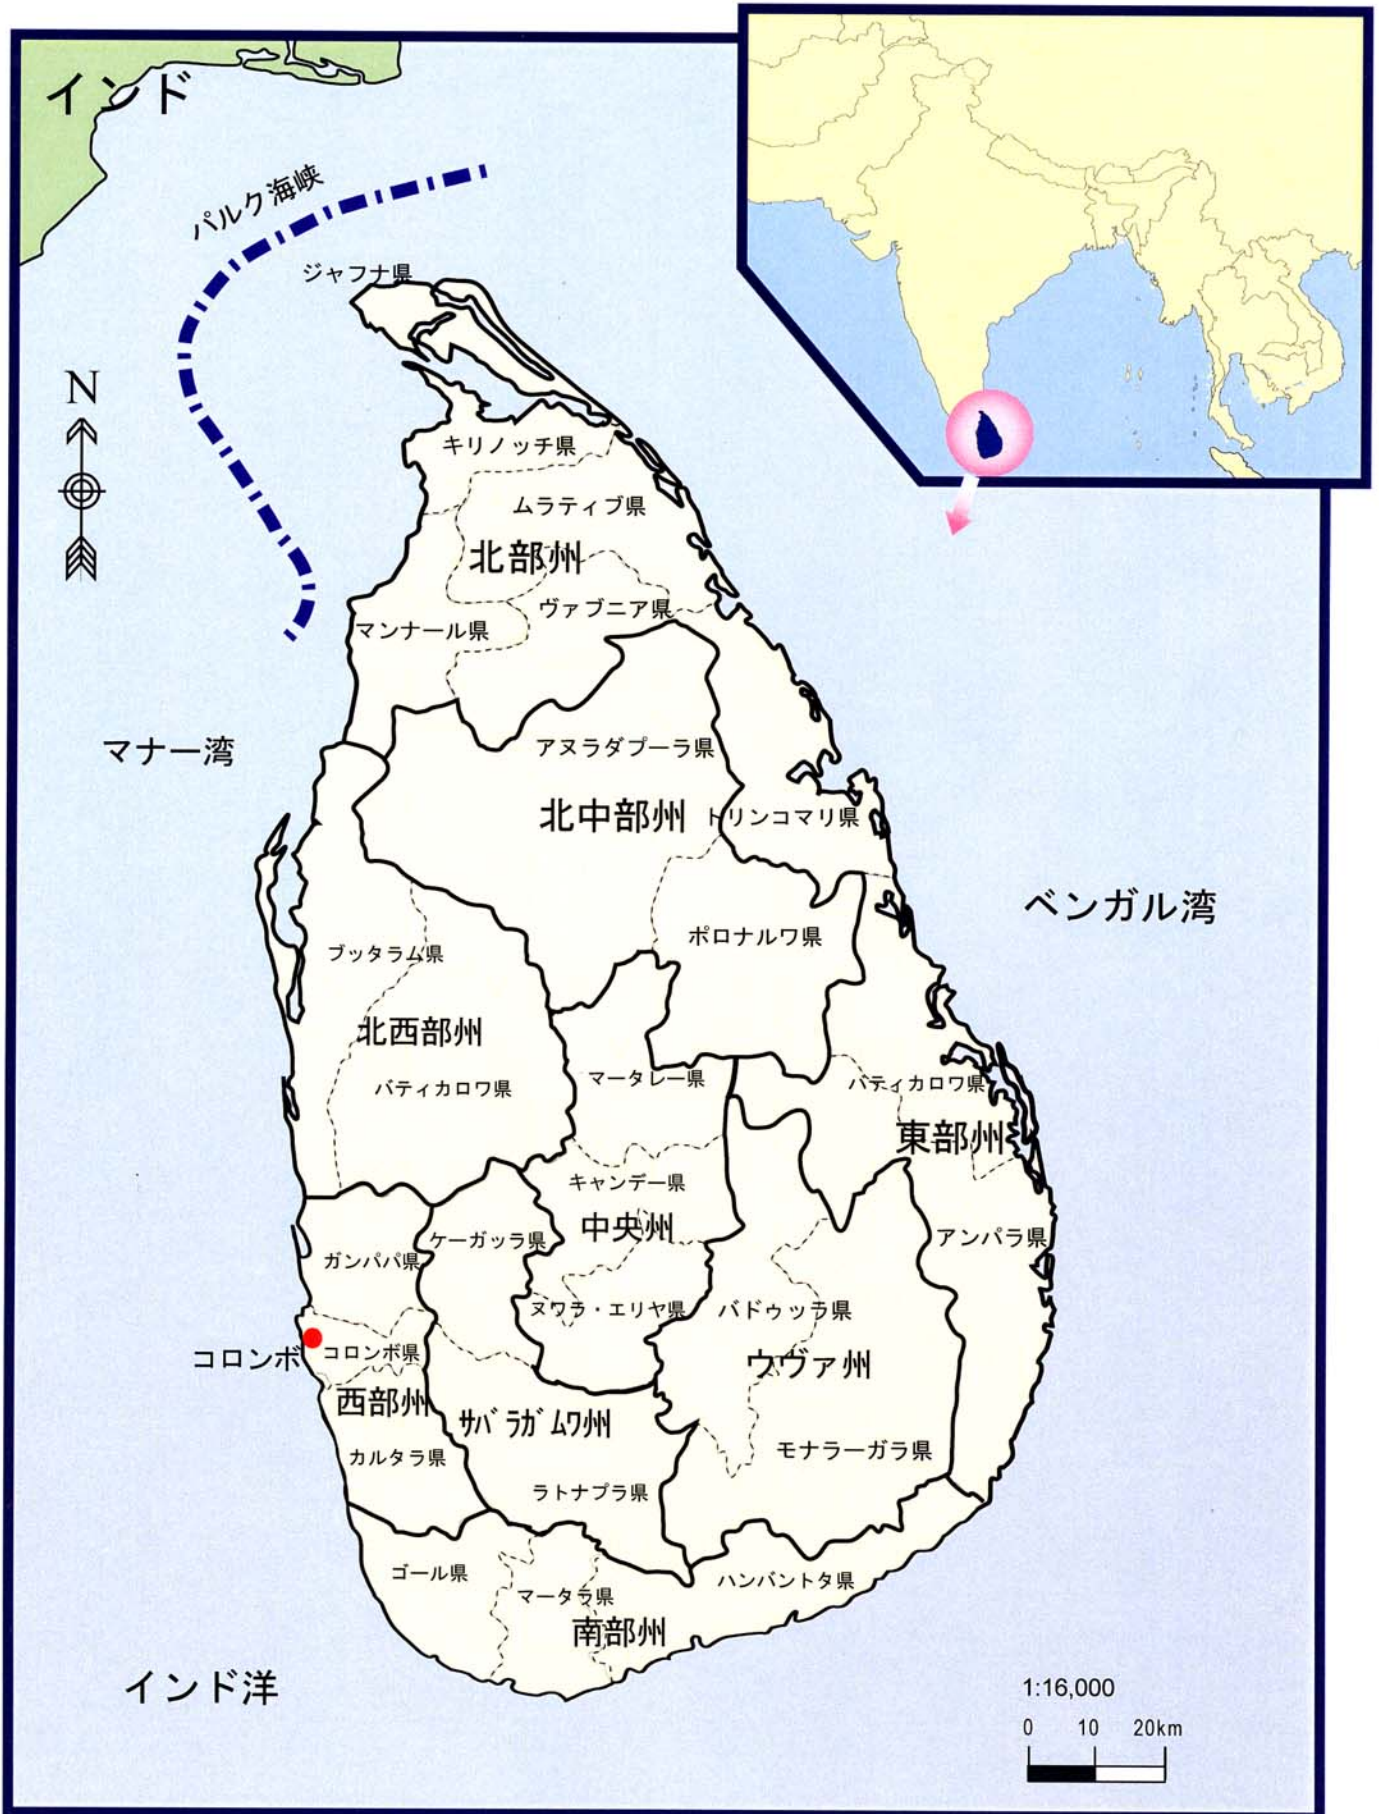 インド
パルク海峡
ジャフナ県
N
キリノッチ県
ムラティブ県
北部州
ヴァブニア県
マンナール県
マナー湾
アヌラダプーラ県
北中部州
トリンコマリ県
ベンガル湾
ポロナルワ県
ブッタラム県
北西部州
マータレー県
バティカロワ県
バティカロワ県
東部州
キャンデー県
中央州
アンパラ県
ケーガッラ県
ガンパパ県
ヌワラ・エリヤ県
バドゥッラ県
コロンボ
コロンボ県
ウヴァ州
西部州
サバラガムワ州
カルタラ県
モナラーガラ県
ラトナプラ県
ゴール県
マータラ県
ハンバントタ県
南部州
インド洋
1:16,000
0 10 20km